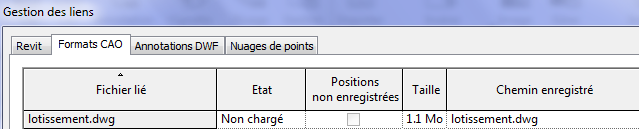 Gestion des liens
Revit Formats CAO Annotations DWF Nuages de points
Fichier lié Etat Positions non enregistrées Taille Chemin enregistré
lotissement.dwg Non chargé 1.1 Mo lotissement.dwg